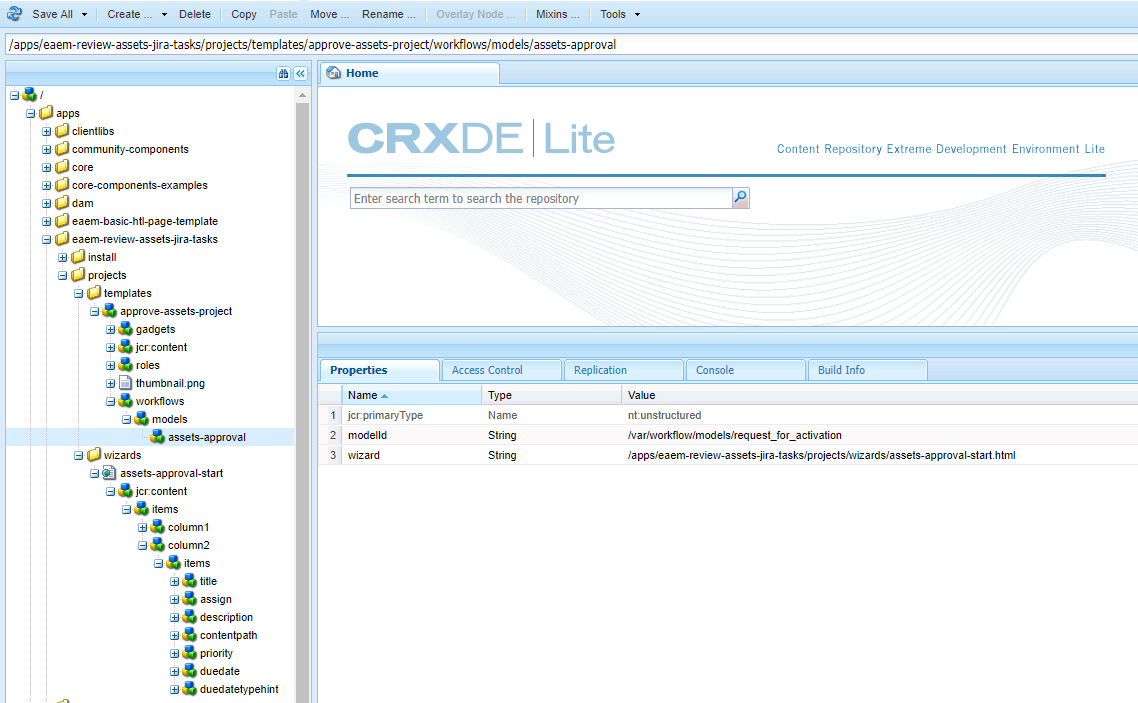 Save All Create ... Delete Copy Paste Move ... Rename ... Overlay Node ... Mixins ... Tools
/apps/eaem-review-assets-jira-tasks/projects/templates/approve-assets-project/workflows/models/assets-approval
/
apps
clientlibs
community-components
core
core-components-examples
dam
eaem-basic-htl-page-template
eaem-review-assets-jira-tasks
install
projects
templates
approve-assets-project
gadgets
jcr:content
roles
thumbnail.png
workflows
models
assets-approval
wizards
assets-approval-start
jcr:content
items
column1
column2
items
title
assign
description
contentpath
priority
duedate
duedatetypehint
Home
CRXDE Lite
Content Repository Extreme Development Environment Lite
Enter search term to search the repository
Properties Access Control Replication Console Build Info
Name Type Value
1 jcr:primaryType Name nt:unstructured
2 modelId String /var/workflow/models/request_for_activation
3 wizard String /apps/eaem-review-assets-jira-tasks/projects/wizards/assets-approval-start.html